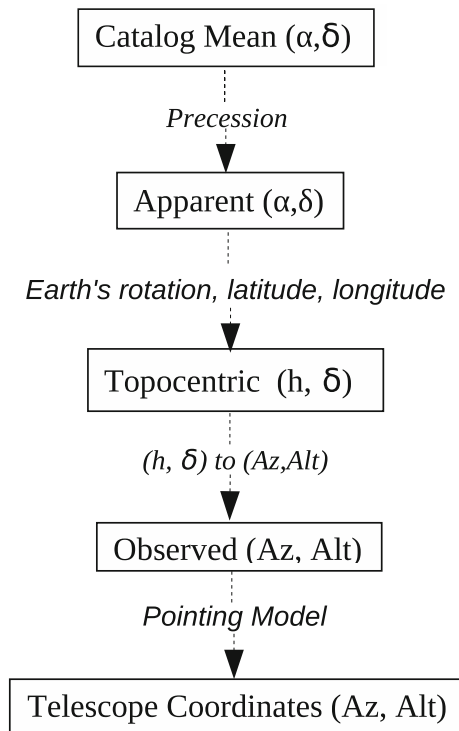 Catalog Mean (α,δ)
Precession
Apparent (α,δ)
Earth's rotation, latitude, longitude
Topocentric (h, δ)
(h, δ) to (Az,Alt)
Observed (Az, Alt)
Pointing Model
Telescope Coordinates (Az, Alt)